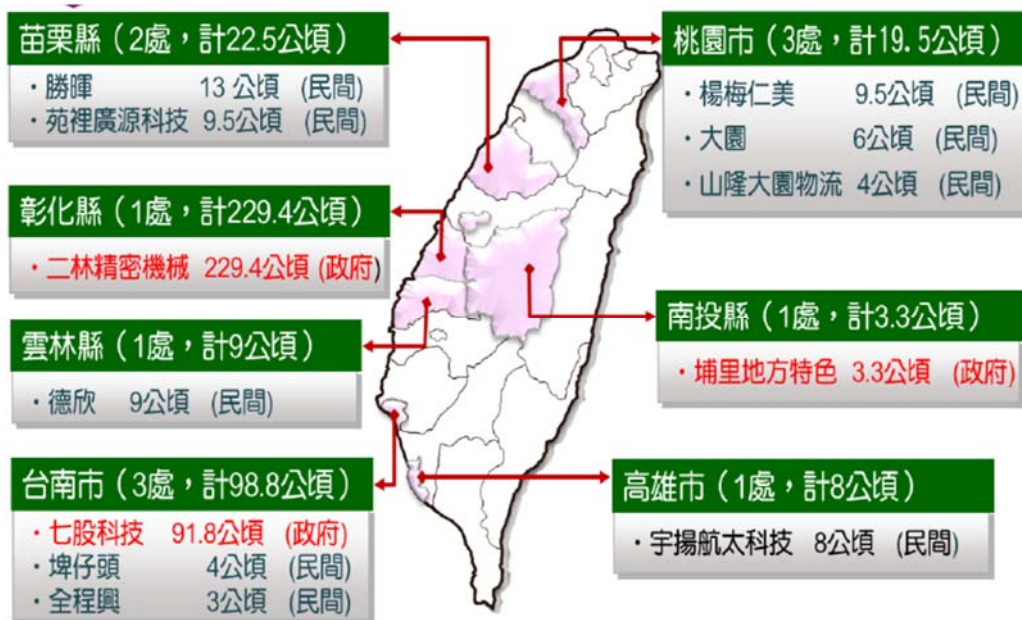 苗栗縣（2處，計22.5公頃）
・勝暉 13 公頃 (民間)
・苑裡廣源科技 9.5公頃 (民間)
彰化縣（1處，計229.4公頃）
・二林精密機械 229.4公頃 (政府)
雲林縣（1處，計9公頃）
・德欣 9公頃 (民間)
台南市（3處，計98.8公頃）
・七股科技 91.8公頃 (政府)
・埤仔頭 4公頃 (民間)
・全程興 3公頃 (民間)
桃園市（3處，計19.5公頃）
・楊梅仁美 9.5公頃 (民間)
・大園 6公頃 (民間)
・山隆大園物流 4公頃 (民間)
南投縣（1處，計3.3公頃）
・埔里地方特色 3.3公頃 (政府)
高雄市（1處，計8公頃）
・宇揚航太科技 8公頃 (民間)